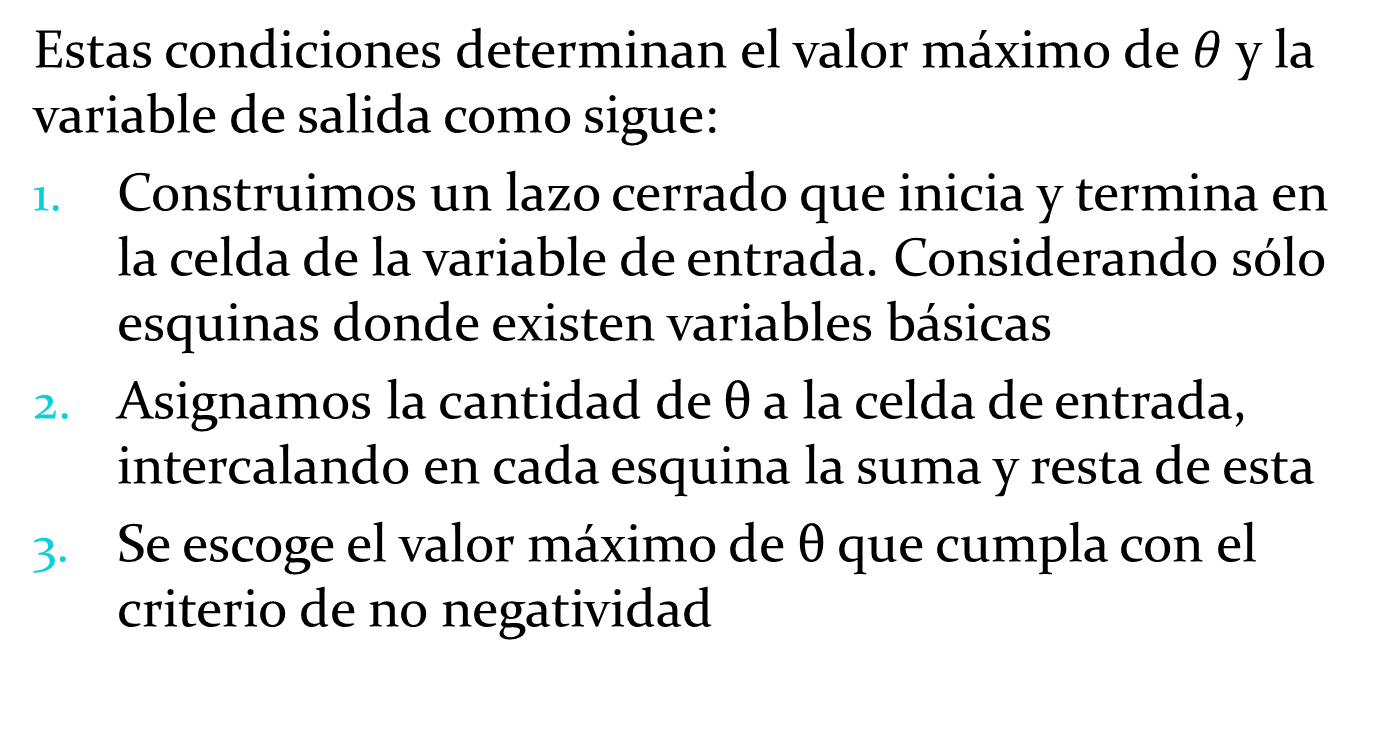 Estas condiciones determinan el valor máximo de θ y la
variable de salida como sigue:
1. Construimos un lazo cerrado que inicia y termina en
la celda de la variable de entrada. Considerando sólo
esquinas donde existen variables básicas
2. Asignamos la cantidad de θ a la celda de entrada,
intercalando en cada esquina la suma y resta de esta
3. Se escoge el valor máximo de θ que cumpla con el
criterio de no negatividad